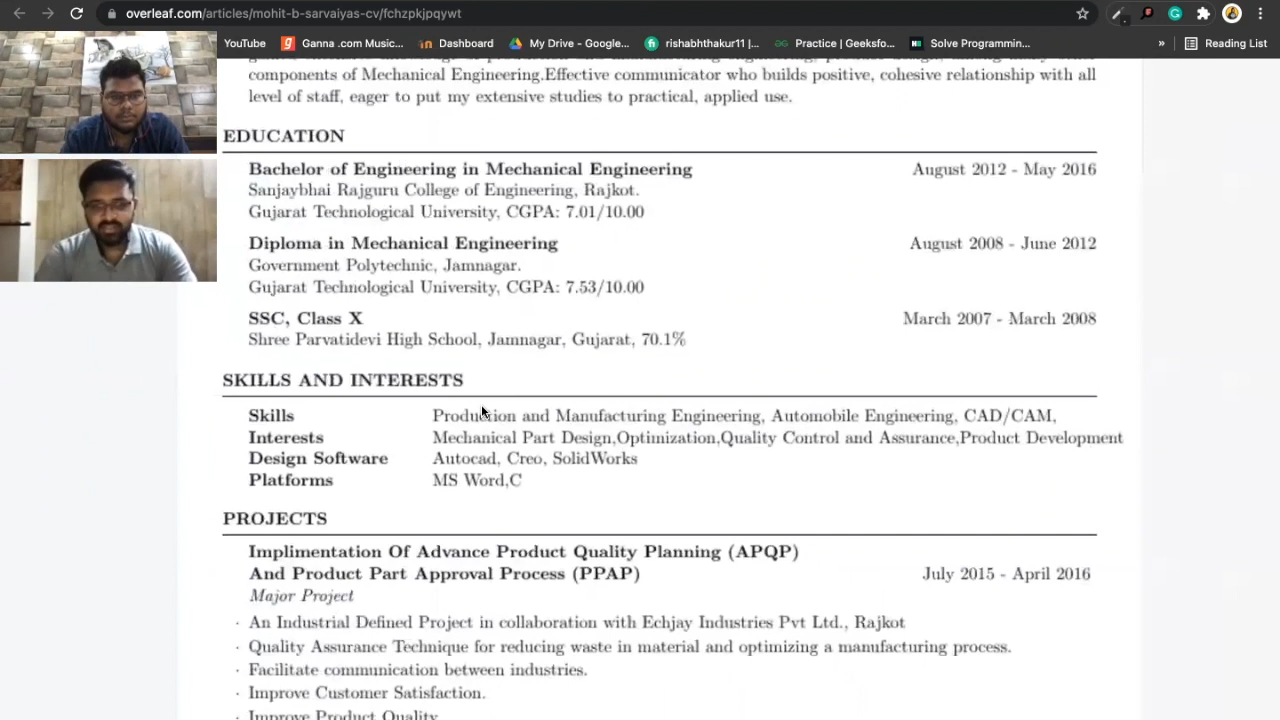 overleaf.com/articles/mohit-b-sarvaiyas-cv/fchzpkjpqywt
YouTube Ganna .com Music... Dashboard My Drive - Google... rishabhthakur11 |... Practice | Geeksfo... Solve Programmin... » Reading List
components of Mechanical Engineering.Effective communicator who builds positive, cohesive relationship with all
level of staff, eager to put my extensive studies to practical, applied use.
EDUCATION
Bachelor of Engineering in Mechanical Engineering August 2012 - May 2016
Sanjaybhai Rajguru College of Engineering, Rajkot.
Gujarat Technological University, CGPA: 7.01/10.00
Diploma in Mechanical Engineering August 2008 - June 2012
Government Polytechnic, Jamnagar.
Gujarat Technological University, CGPA: 7.53/10.00
SSC, Class X March 2007 - March 2008
Shree Parvatidevi High School, Jamnagar, Gujarat, 70.1%
SKILLS AND INTERESTS
Skills Production and Manufacturing Engineering, Automobile Engineering, CAD/CAM,
Interests Mechanical Part Design,Optimization,Quality Control and Assurance,Product Development
Design Software Autocad, Creo, SolidWorks
Platforms MS Word,C
PROJECTS
Implimentation Of Advance Product Quality Planning (APQP)
And Product Part Approval Process (PPAP) July 2015 - April 2016
Major Project
· An Industrial Defined Project in collaboration with Echjay Industries Pvt Ltd., Rajkot
· Quality Assurance Technique for reducing waste in material and optimizing a manufacturing process.
· Facilitate communication between industries.
· Improve Customer Satisfaction.
· Improve Product Quality